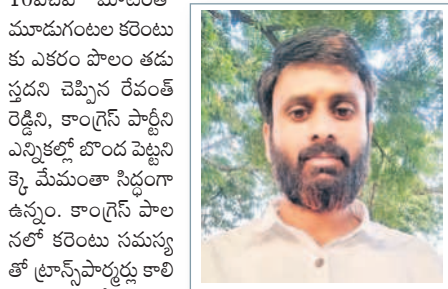 మూడుగంటల కరెంటు
కు ఎకరం పొలం తడు
స్తదని చెప్పిన రేవంత్
రెడ్డిని, కాంగ్రెస్ పార్టీని
ఎన్నికల్లో బొంద పెట్టని
క్కె మేమంతా సిద్ధంగా
ఉన్నం. కాంగ్రెస్ పాల
నలో కరెంటు సమస్య
తో ట్రాన్స్‌పార్మర్లు కాలి